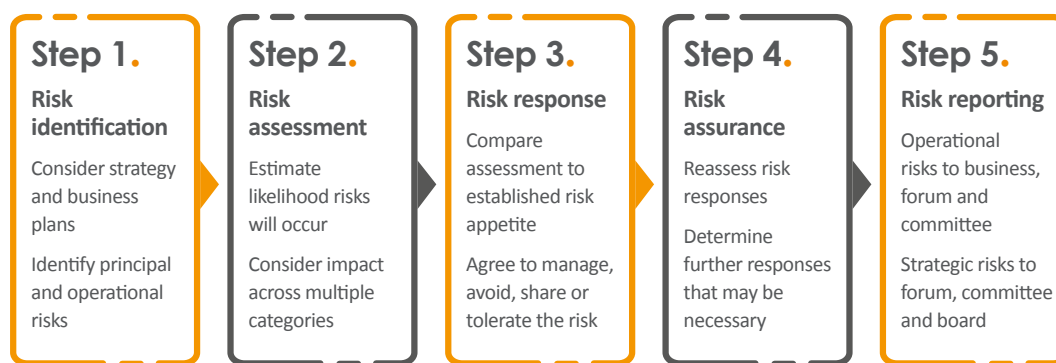 Step 1.
Risk
identification
Consider strategy
and business
plans
Identify principal
and operational
risks
Step 2.
Risk
assessment
Estimate
likelihood risks
will occur
Consider impact
across multiple
categories
Step 3.
Risk response
Compare
assessment to
established risk
appetite
Agree to manage,
avoid, share or
tolerate the risk
Step 4.
Risk
assurance
Reassess risk
responses
Determine
further responses
that may be
necessary
Step 5.
Risk reporting
Operational
risks to business,
forum and
committee
Strategic risks to
forum, committee
and board